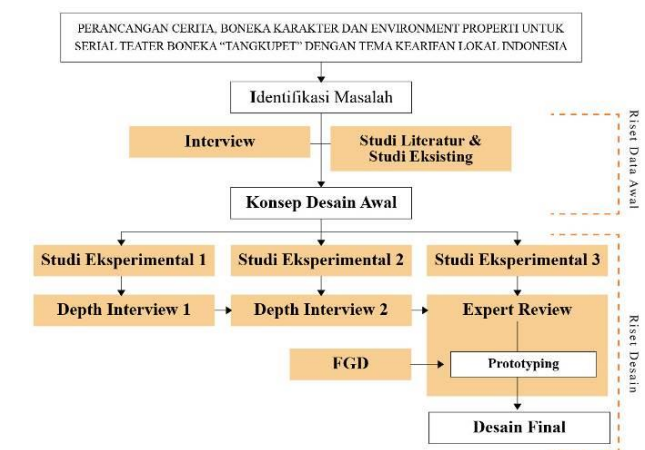 PERANCANGAN CERITA, BONEKA KARAKTER DAN ENVIRONMENT PROPERTI UNTUK
SERIAL TEATER BONEKA “TANGKUPET” DENGAN TEMA KEARIFAN LOKAL INDONESIA
Identifikasi Masalah
Interview
Studi Literatur &
Studi Eksisting
Riset Data Awal
Konsep Desain Awal
Studi Eksperimental 1
Studi Eksperimental 2
Studi Eksperimental 3
Depth Interview 1
Depth Interview 2
Expert Review
FGD
Prototyping
Riset Desain
Desain Final